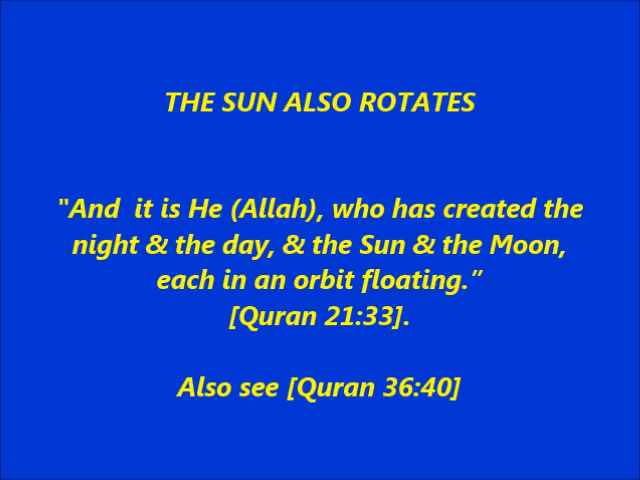 THE SUN ALSO ROTATES
"And  it is He (Allah), who has created the
night & the day, & the Sun & the Moon,
each in an orbit floating.”
[Quran 21:33].
Also see [Quran 36:40]